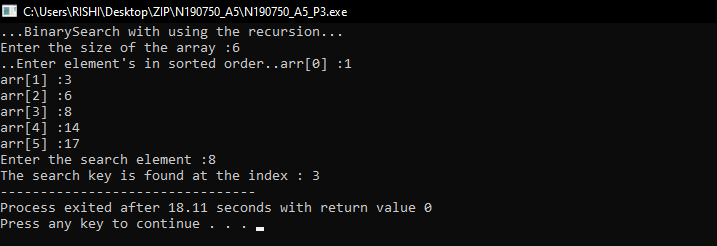 C:\Users\RISHI\Desktop\ZIP\N190750_A5\N190750_A5_P3.exe
...BinarySearch with using the recursion...
Enter the size of the array :6
..Enter element's in sorted order..arr[0] :1
arr[1] :3
arr[2] :6
arr[3] :8
arr[4] :14
arr[5] :17
Enter the search element :8
The search key is found at the index : 3
--------------------------------
Process exited after 18.11 seconds with return value 0
Press any key to continue . . .